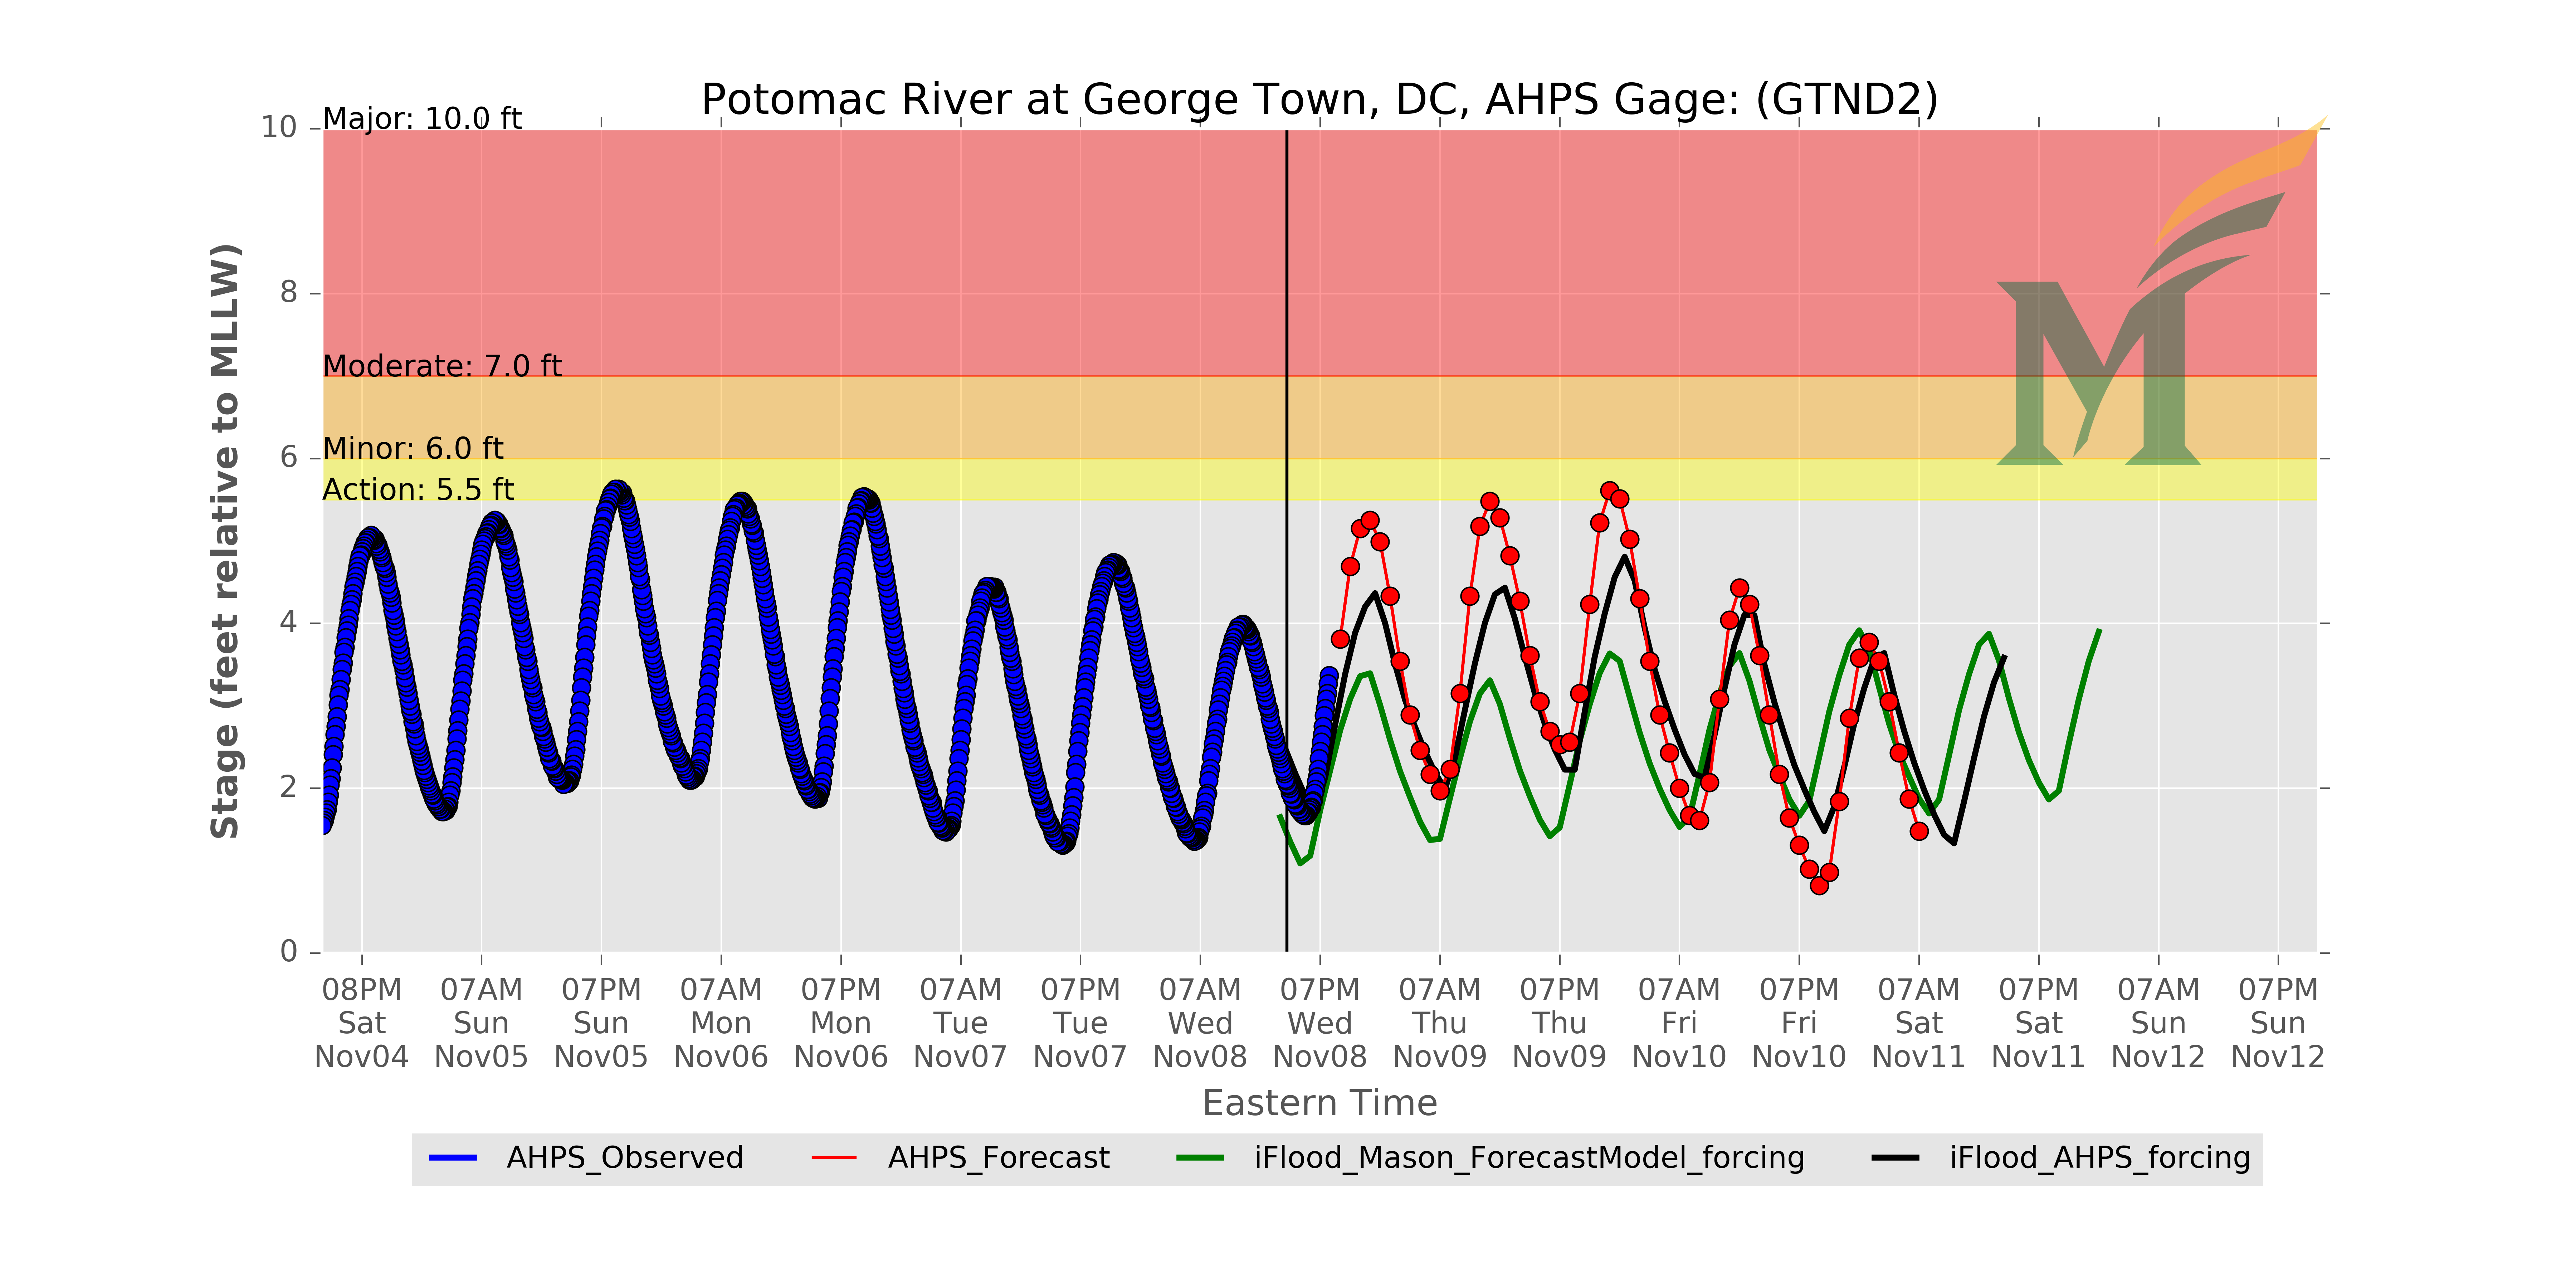 Potomac River at George Town, DC, AHPS Gage: (GTND2)
Major: 10.0 ft
Moderate: 7.0 ft
Minor: 6.0 ft
Action: 5.5 ft
Stage (feet relative to MLLW)
10
8
6
4
2
0
08PM 07AM 07PM 07AM 07PM 07AM 07PM 07AM 07PM 07AM 07PM 07AM 07PM 07AM 07PM 07AM 07PM
Sat Sun Sun Mon Mon Tue Tue Wed Wed Thu Thu Fri Fri Sat Sat Sun Sun
Nov04 Nov05 Nov05 Nov06 Nov06 Nov07 Nov07 Nov08 Nov08 Nov09 Nov09 Nov10 Nov10 Nov11 Nov11 Nov12 Nov12
Eastern Time
AHPS_Observed AHPS_Forecast iFlood_Mason_ForecastModel_forcing iFlood_AHPS_forcing
M